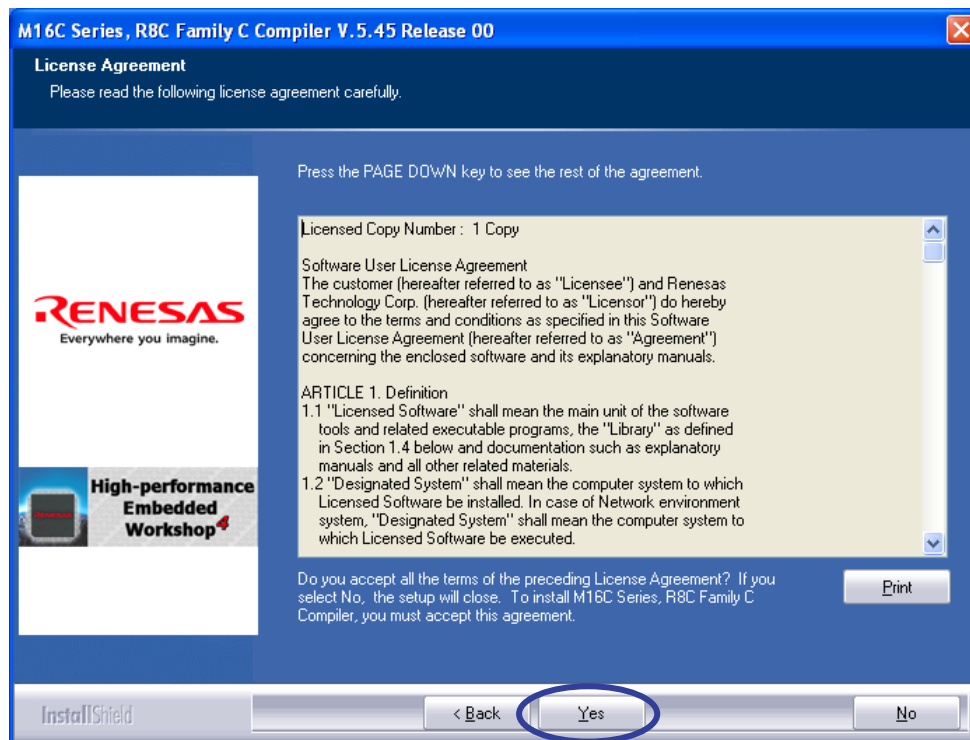 M16C Series, R8C Family C Compiler V.5.45 Release 00
License Agreement
Please read the following license agreement carefully.
Press the PAGE DOWN key to see the rest of the agreement.
Licensed Copy Number :  1 Copy
Software User License Agreement
The customer (hereafter referred to as "Licensee") and Renesas
Technology Corp. (hereafter referred to as "Licensor") do hereby
agree to the terms and conditions as specified in this Software
User License Agreement (hereafter referred to as "Agreement")
concerning the enclosed software and its explanatory manuals.
ARTICLE 1. Definition
1.1 "Licensed Software" shall mean the main unit of the software
tools and related executable programs, the "Library" as defined
in Section 1.4 below and documentation such as explanatory
manuals and all other related materials.
1.2 "Designated System" shall mean the computer system to which
Licensed Software be installed. In case of Network environment
system, "Designated System" shall mean the computer system to
which Licensed Software be executed.
RENESAS
Everywhere you imagine.
High-performance
Embedded
Workshop4
Do you accept all the terms of the preceding License Agreement?  If you
select No,  the setup will close.  To install M16C Series, R8C Family C
Compiler, you must accept this agreement.
Print
InstallShield
< Back
Yes
No